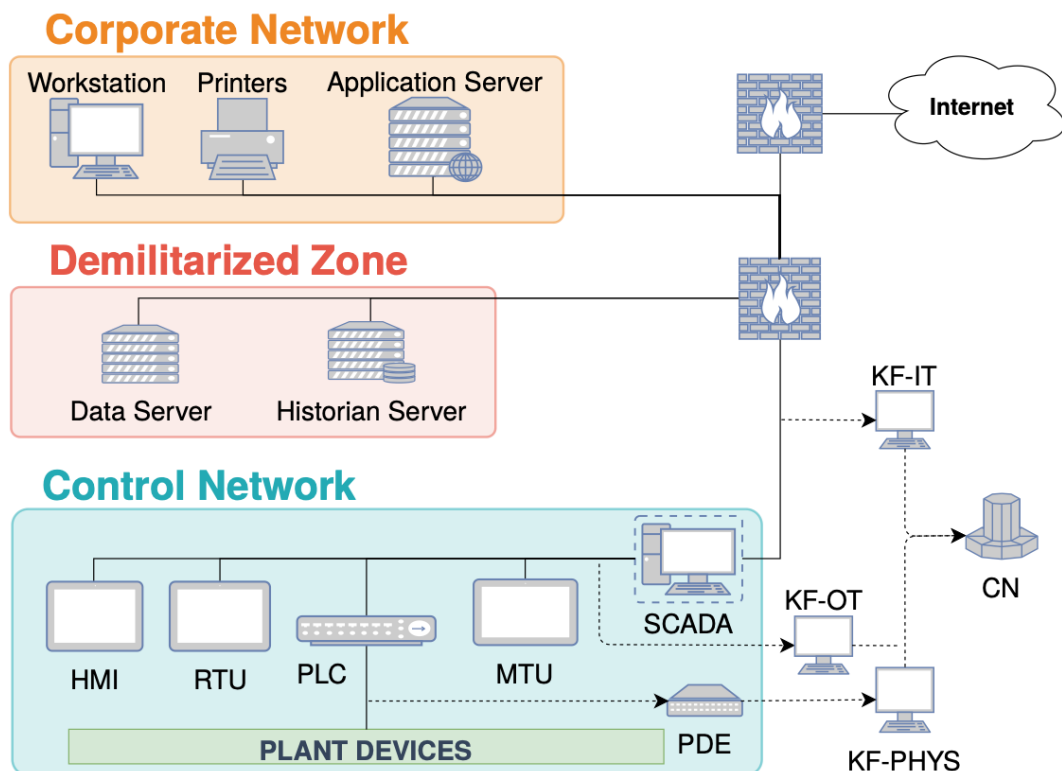 Corporate Network
Workstation
Printers
Application Server
Internet
Demilitarized Zone
Data Server
Historian Server
KF-IT
Control Network
CN
KF-OT
SCADA
HMI
RTU
PLC
MTU
PDE
KF-PHYS
PLANT DEVICES